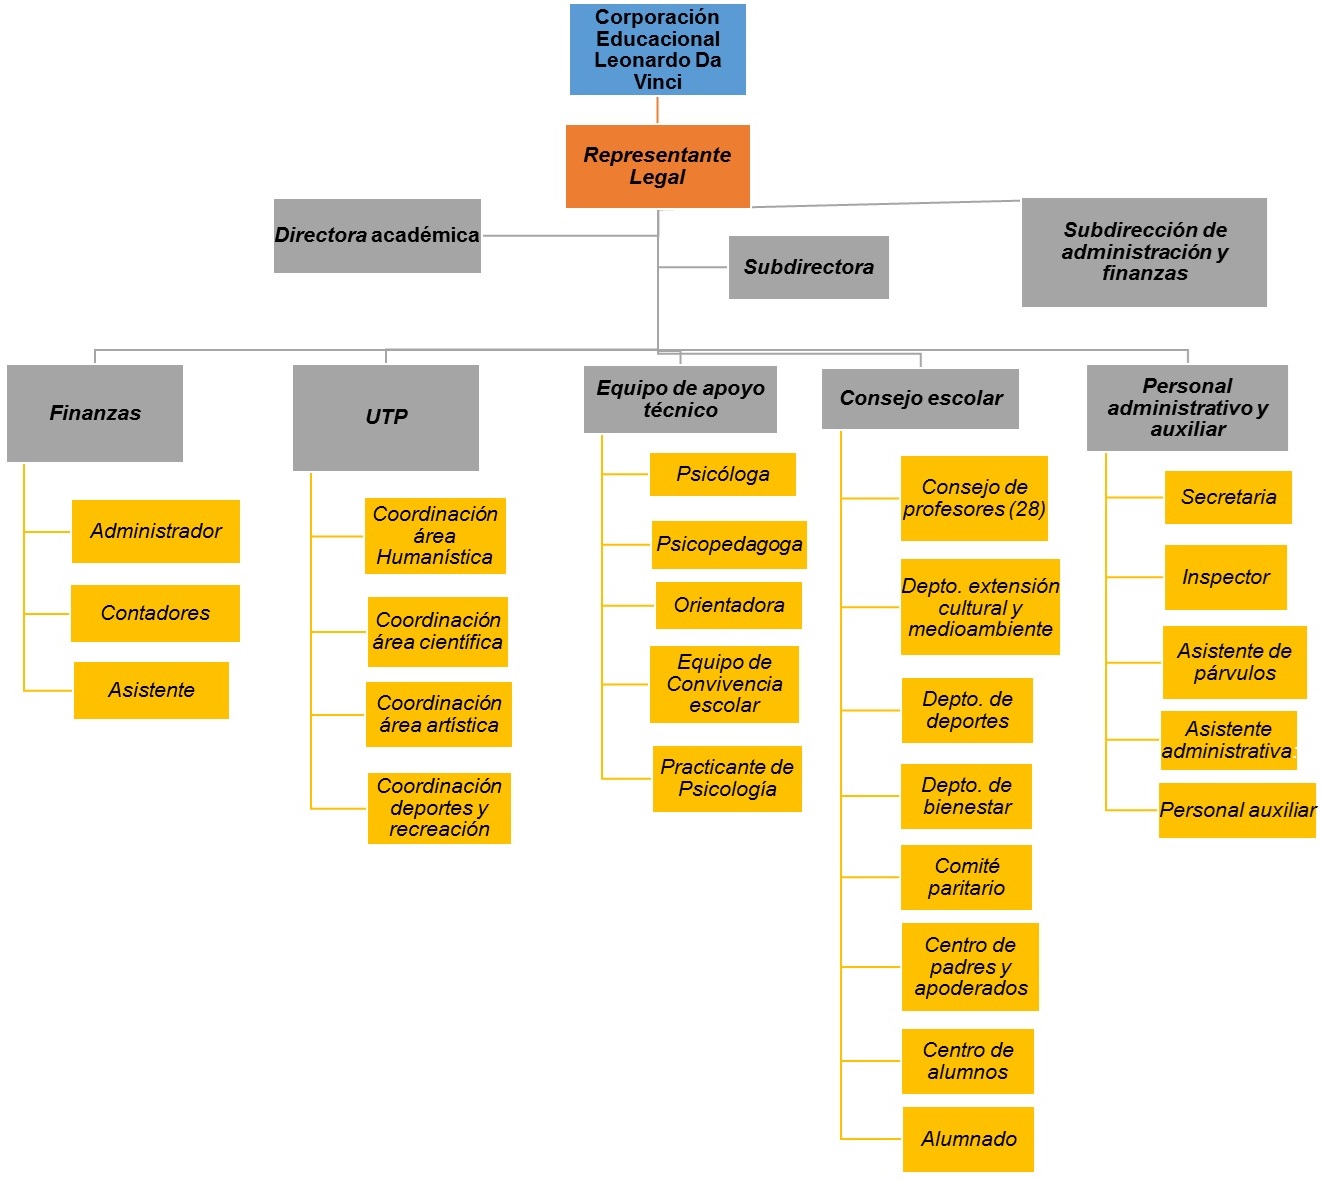 Corporación
Educacional
Leonardo Da
Vinci
Representante
Legal
Directora académica
Subdirectora
Subdirección de
administración y
finanzas
Finanzas
Administrador
Contadores
Asistente
UTP
Coordinación
área
Humanística
Coordinación
área científica
Coordinación
área artística
Coordinación
deportes y
recreación
Equipo de apoyo
técnico
Psicóloga
Psicopedagoga
Orientadora
Equipo de
Convivencia
escolar
Practicante de
Psicología
Consejo escolar
Consejo de
profesores (28)
Depto. extensión
cultural y
medioambiente
Depto. de
deportes
Depto. de
bienestar
Comité
paritario
Centro de
padres y
apoderados
Centro de
alumnos
Alumnado
Personal
administrativo y
auxiliar
Secretaria
Inspector
Asistente de
párvulos
Asistente
administrativa
Personal auxiliar